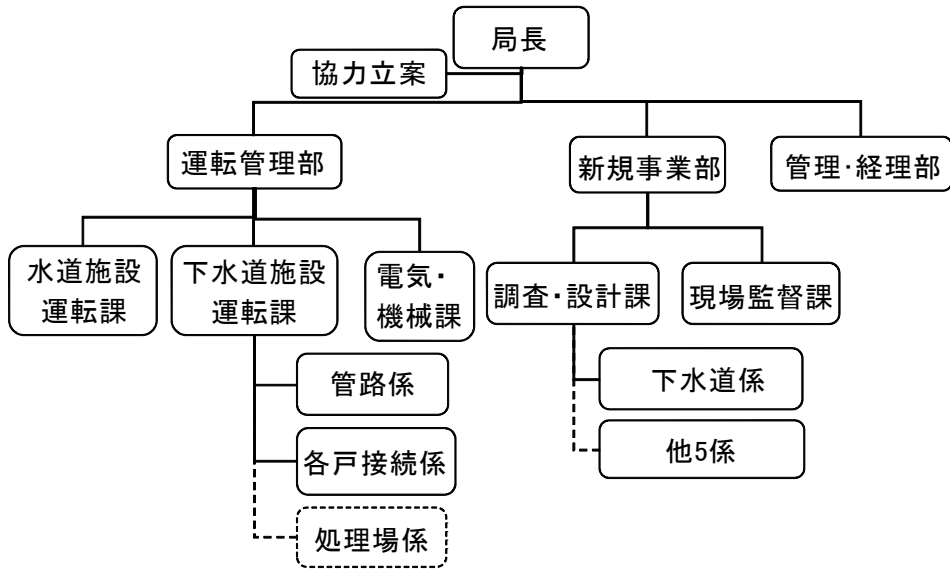 局長
協力立案
運転管理部
新規事業部
管理・経理部
水道施設
運転課
下水道施設
運転課
電気・
機械課
調査・設計課
現場監督課
管路係
下水道係
各戸接続係
他5係
処理場係